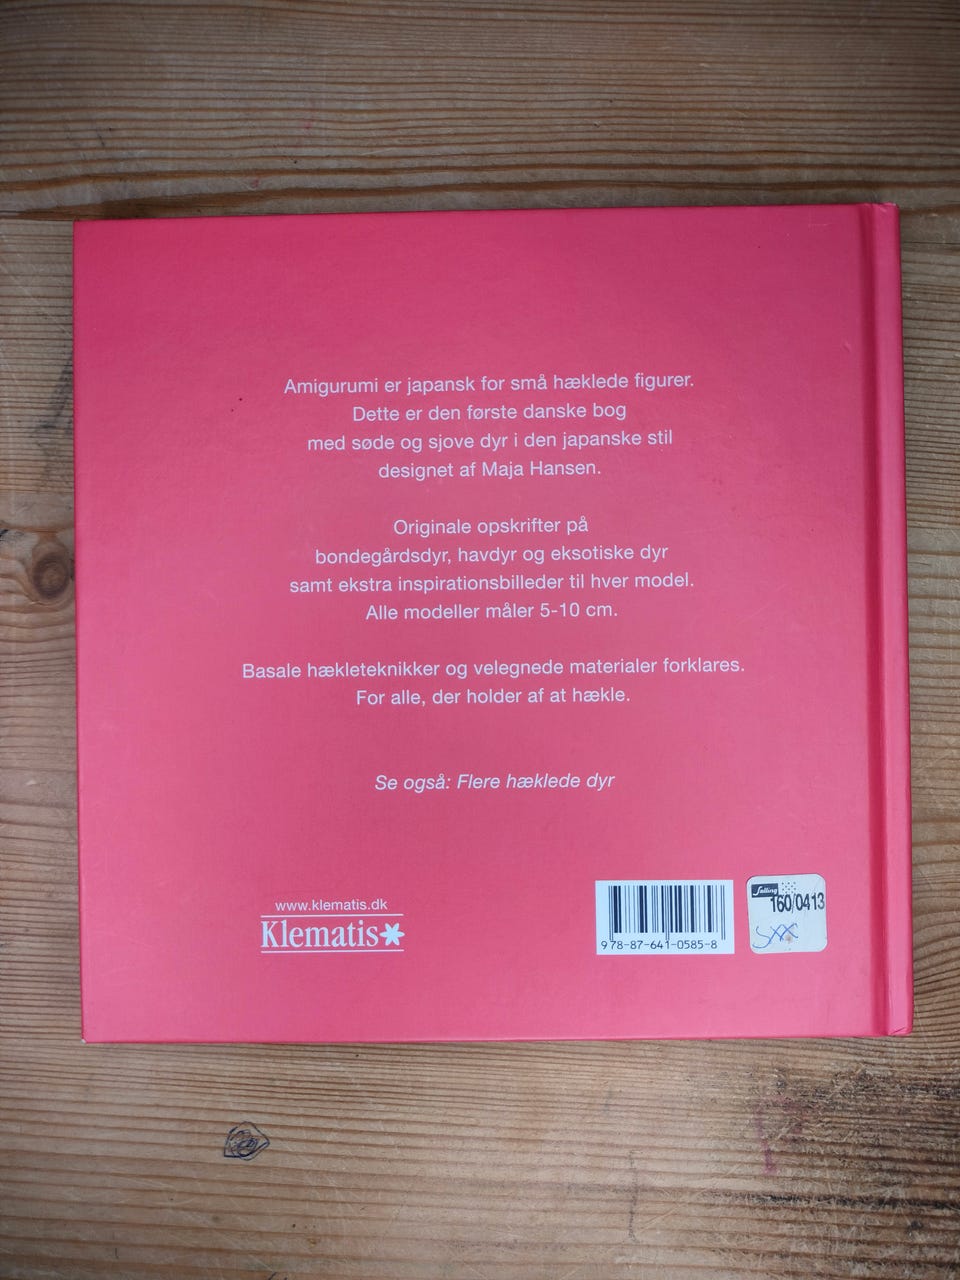 Amigurumi er japansk for små hæklede figurer.
Dette er den første danske bog
med søde og sjove dyr i den japanske stil
designet af Maja Hansen.
Originale opskrifter på
bondegårdsdyr, havdyr og eksotiske dyr
samt ekstra inspirationsbilleder til hver model.
Alle modeller måler 5-10 cm.
Basale hækleteknikker og velegnede materialer forklares.
For alle, der holder af at hækle.
Se også: Flere hæklede dyr
www.klematis.dk
Klematis
978-87-641-0585-8
Salling
160/0413